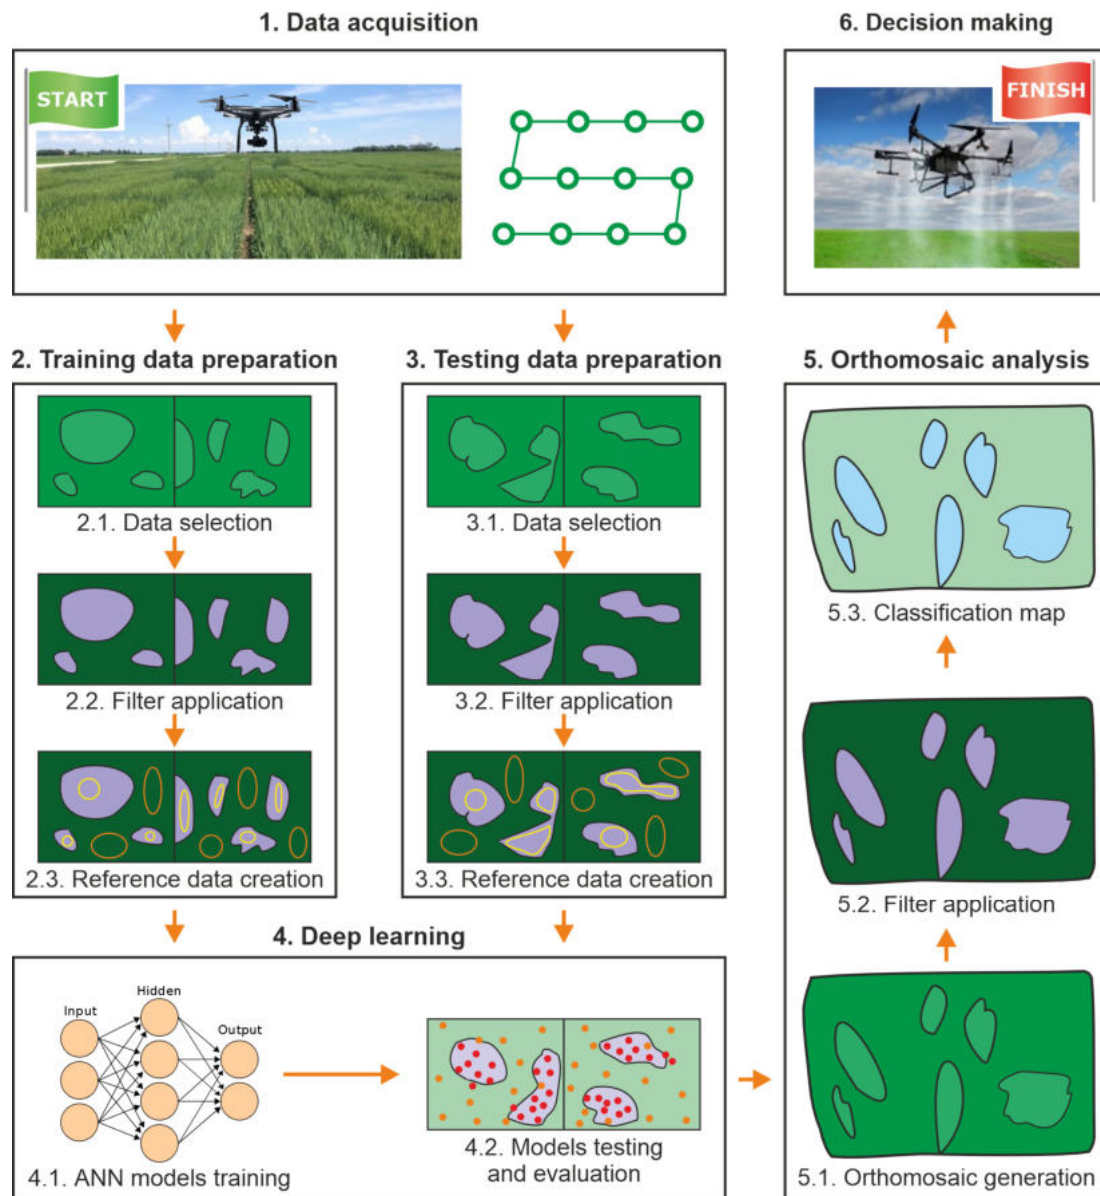 1. Data acquisition
START
6. Decision making
FINISH
2. Training data preparation
2.1. Data selection
2.2. Filter application
2.3. Reference data creation
3. Testing data preparation
3.1. Data selection
3.2. Filter application
3.3. Reference data creation
4. Deep learning
Input
Hidden
Output
4.1. ANN models training
4.2. Models testing
and evaluation
5. Orthomosaic analysis
5.3. Classification map
5.2. Filter application
5.1. Orthomosaic generation